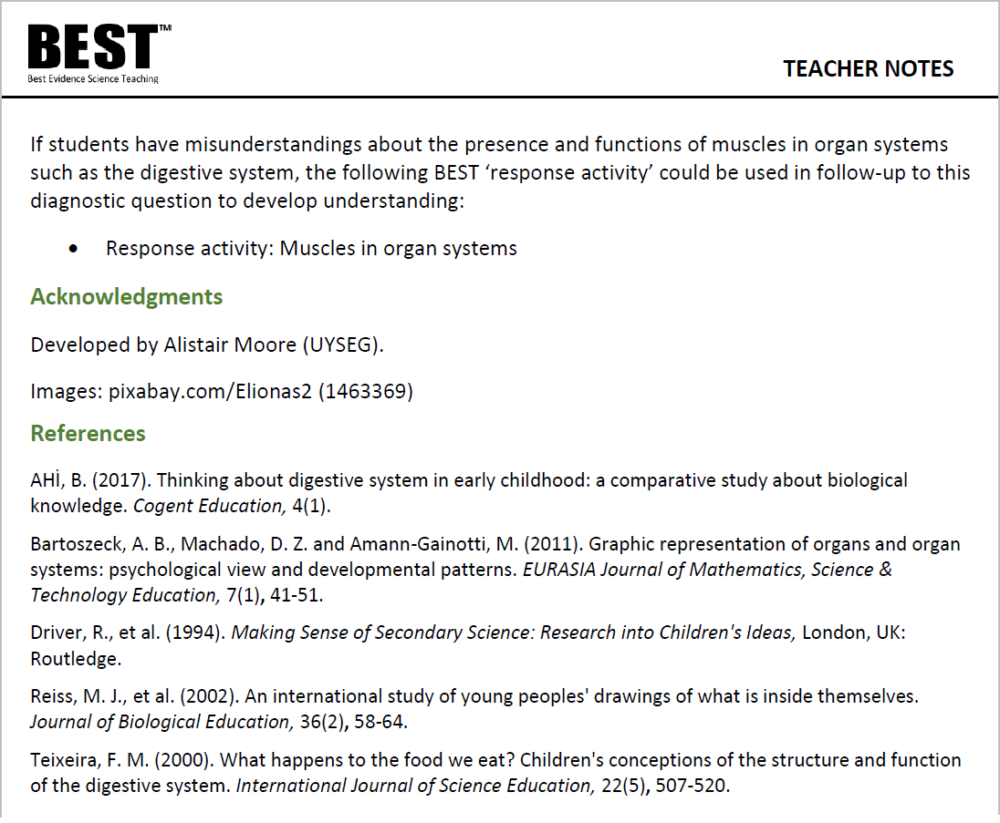 BEST™
Best Evidence Science Teaching
TEACHER NOTES
If students have misunderstandings about the presence and functions of muscles in organ systems
such as the digestive system, the following BEST ‘response activity’ could be used in follow-up to this
diagnostic question to develop understanding:
• Response activity: Muscles in organ systems
Acknowledgments
Developed by Alistair Moore (UYSEG).
Images: pixabay.com/Elionas2 (1463369)
References
AHİ, B. (2017). Thinking about digestive system in early childhood: a comparative study about biological
knowledge. Cogent Education, 4(1).
Bartoszeck, A. B., Machado, D. Z. and Amann-Gainotti, M. (2011). Graphic representation of organs and organ
systems: psychological view and developmental patterns. EURASIA Journal of Mathematics, Science &
Technology Education, 7(1), 41-51.
Driver, R., et al. (1994). Making Sense of Secondary Science: Research into Children's Ideas, London, UK:
Routledge.
Reiss, M. J., et al. (2002). An international study of young peoples' drawings of what is inside themselves.
Journal of Biological Education, 36(2), 58-64.
Teixeira, F. M. (2000). What happens to the food we eat? Children's conceptions of the structure and function
of the digestive system. International Journal of Science Education, 22(5), 507-520.